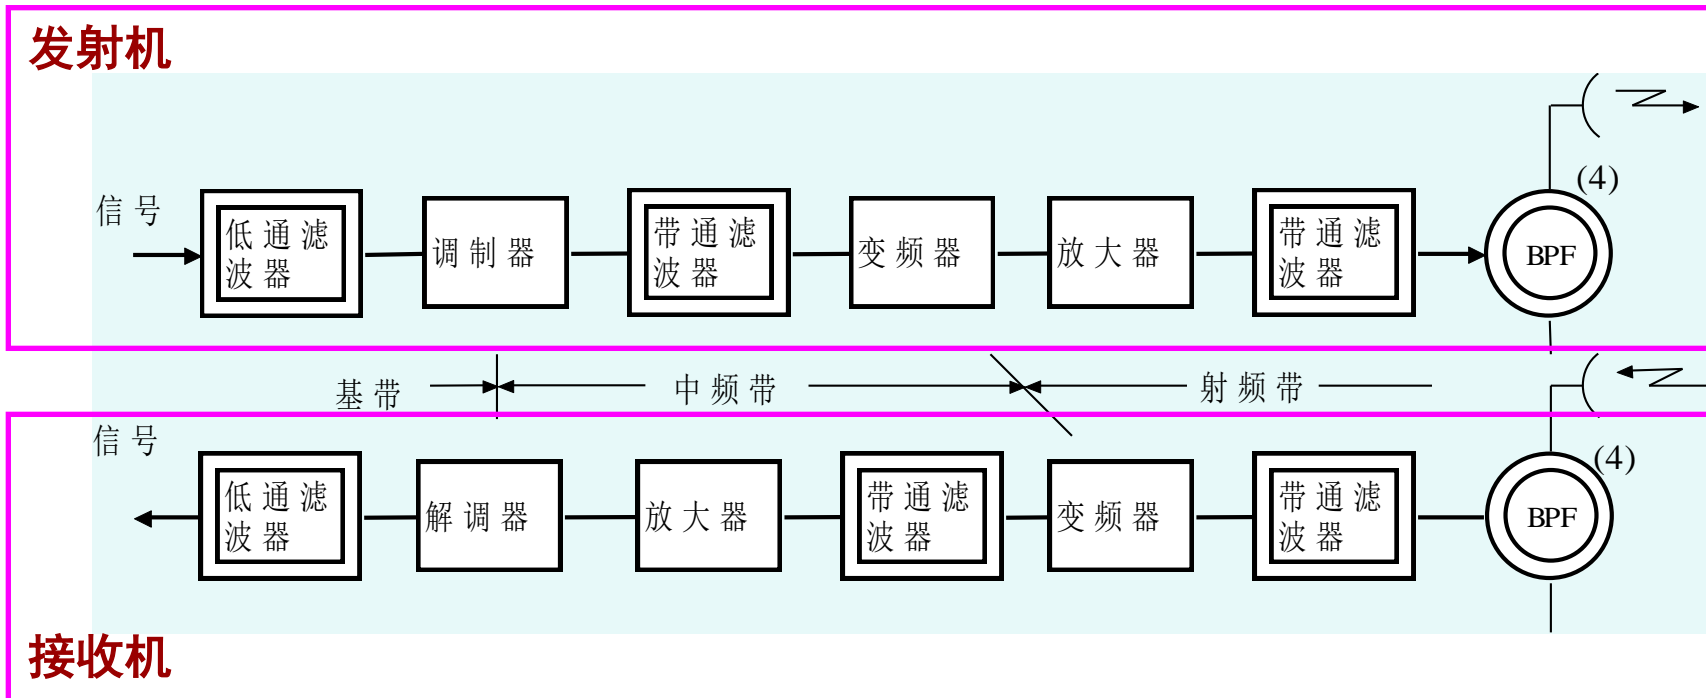 发射机
(4)
信号
低通滤
波器
调制器
带通滤
波器
变频器
放大器
带通滤
波器
BPF
基带
中频带
射频带
信号
(4)
低通滤
波器
解调器
放大器
带通滤
波器
变频器
带通滤
波器
BPF
接收机